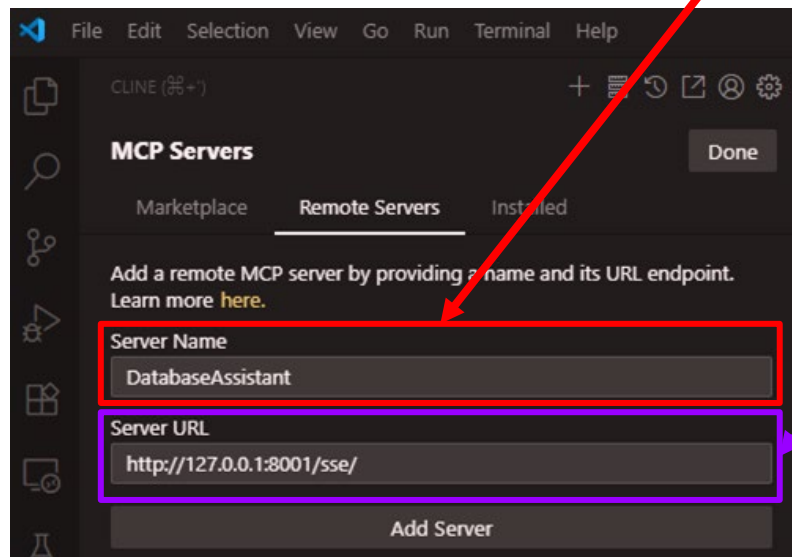 File Edit Selection View Go Run Terminal Help
CLINE (⌘+')
MCP Servers
Done
Marketplace Remote Servers Installed
Add a remote MCP server by providing a name and its URL endpoint.
Learn more here.
Server Name
DatabaseAssistant
Server URL
http://127.0.0.1:8001/sse/
Add Server